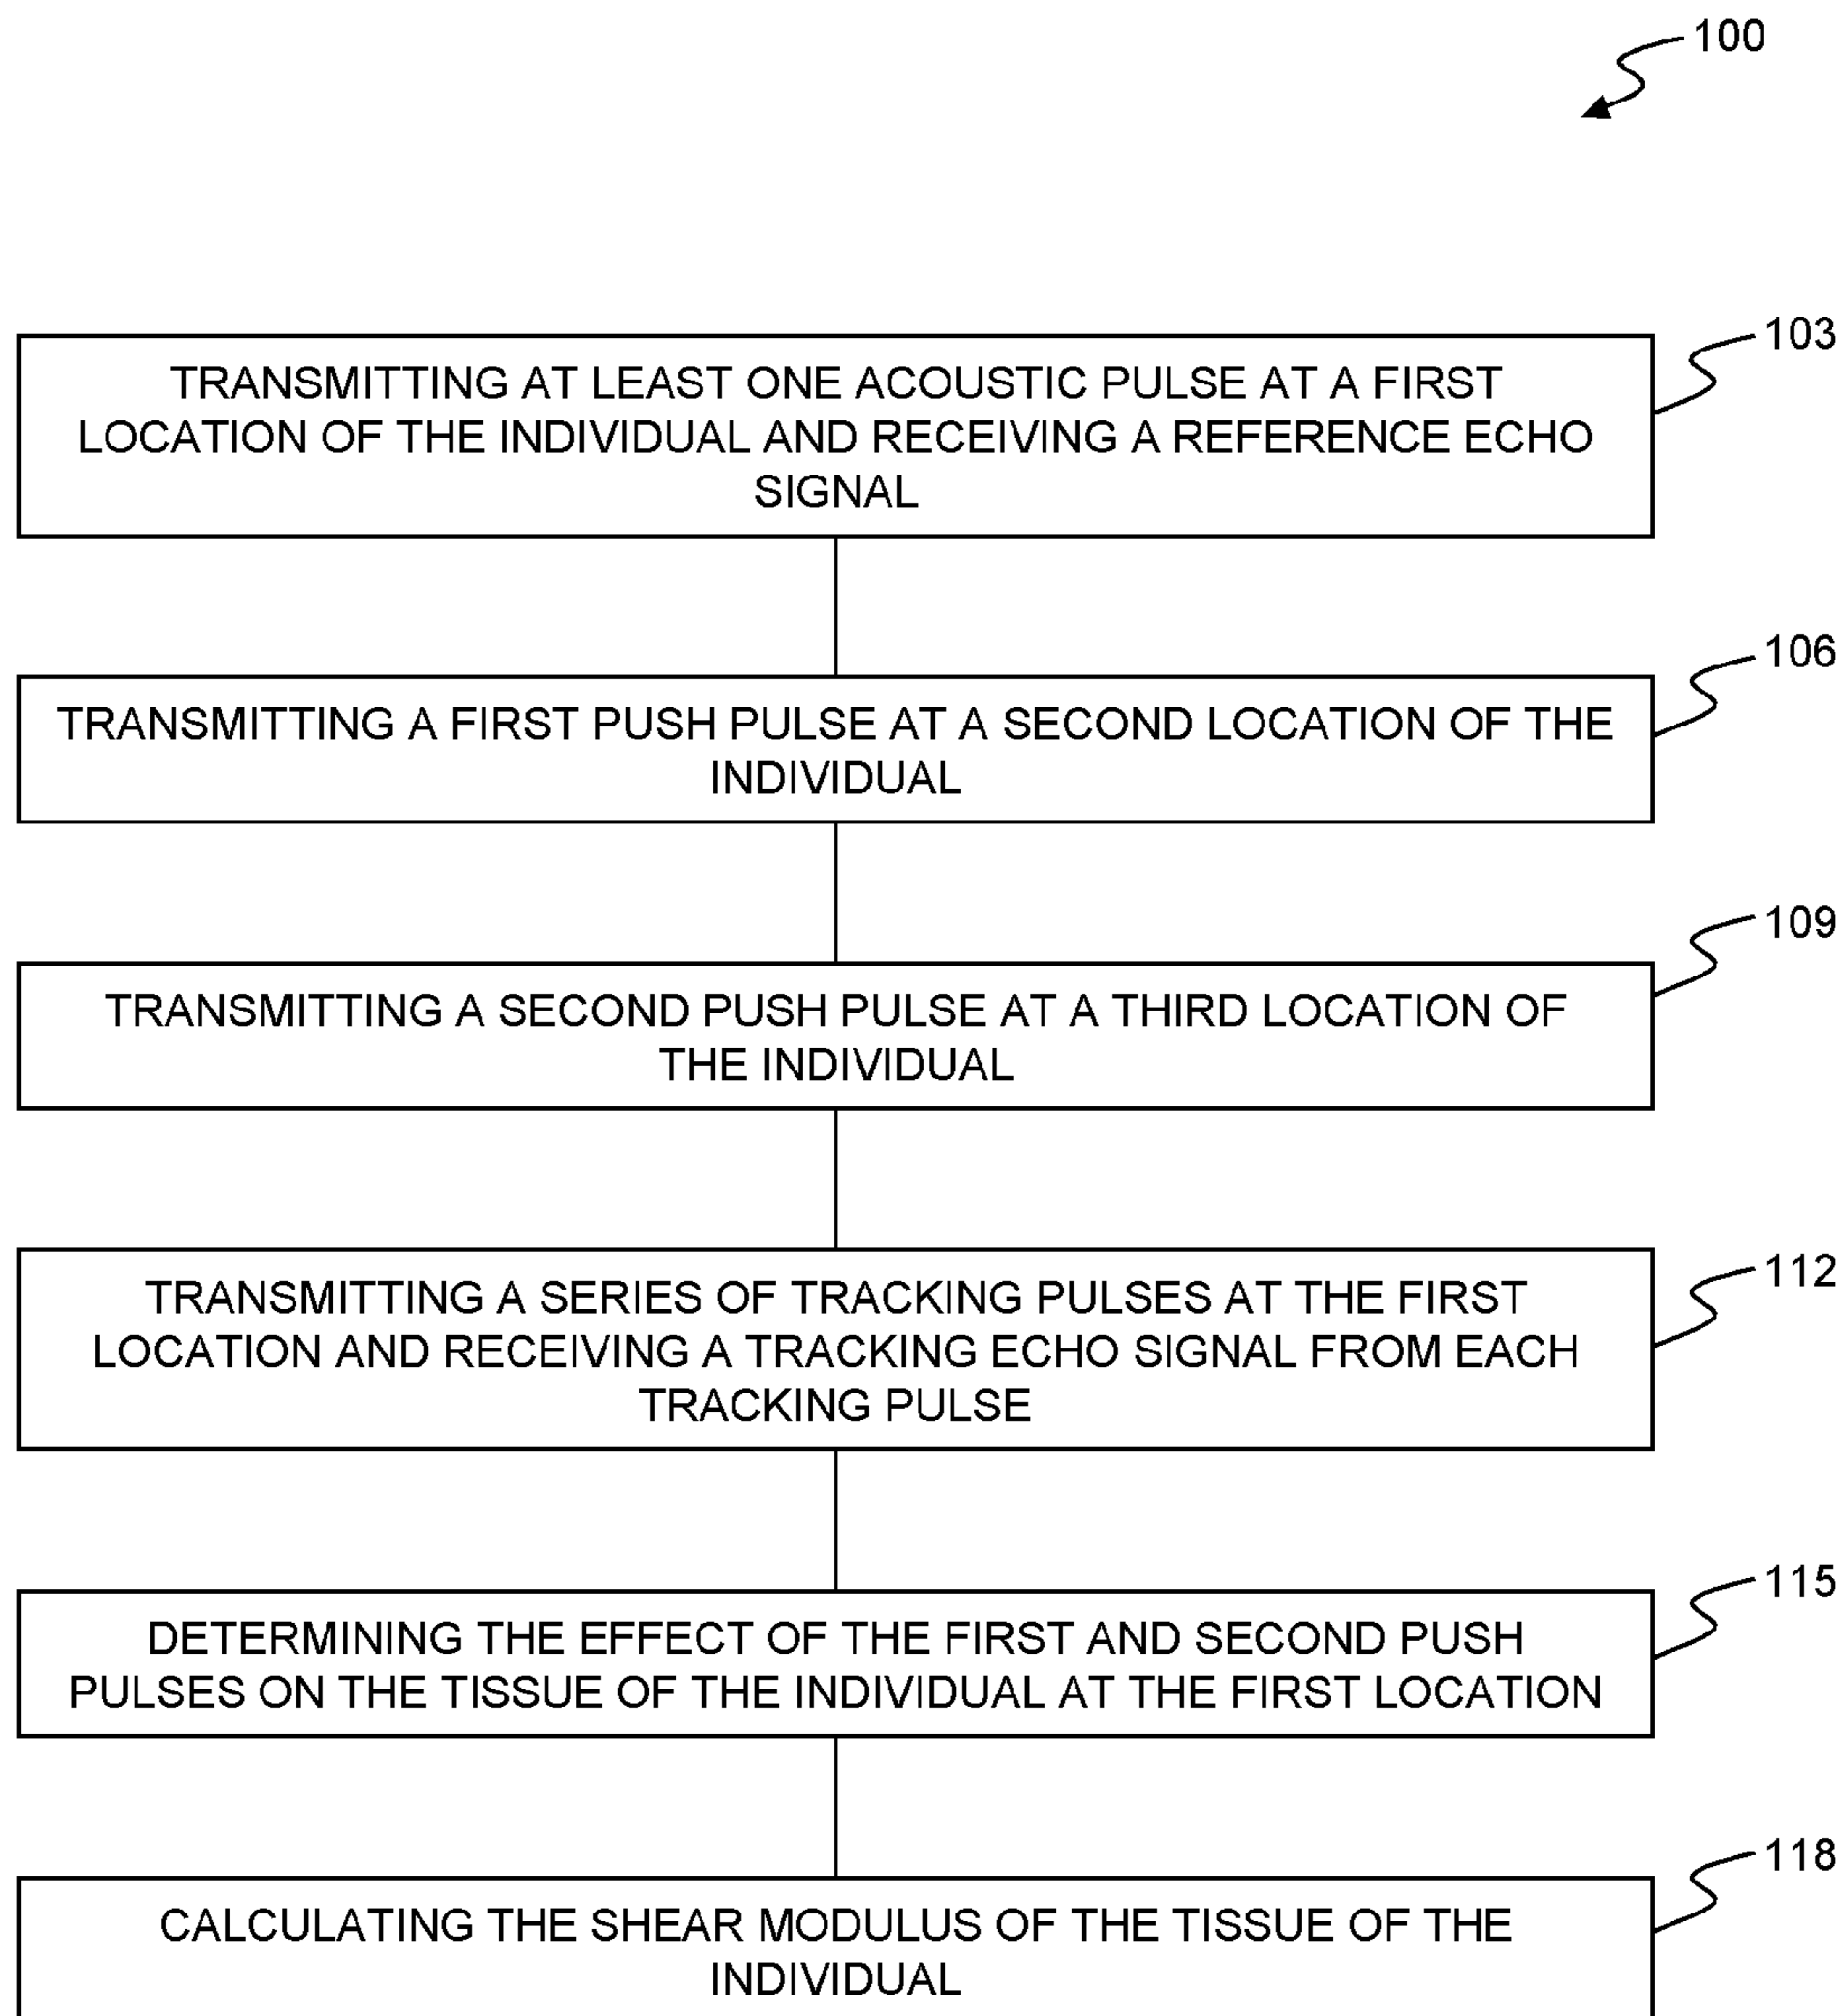 100
103
TRANSMITTING AT LEAST ONE ACOUSTIC PULSE AT A FIRST
LOCATION OF THE INDIVIDUAL AND RECEIVING A REFERENCE ECHO
SIGNAL
106
TRANSMITTING A FIRST PUSH PULSE AT A SECOND LOCATION OF THE
INDIVIDUAL
109
TRANSMITTING A SECOND PUSH PULSE AT A THIRD LOCATION OF
THE INDIVIDUAL
112
TRANSMITTING A SERIES OF TRACKING PULSES AT THE FIRST
LOCATION AND RECEIVING A TRACKING ECHO SIGNAL FROM EACH
TRACKING PULSE
115
DETERMINING THE EFFECT OF THE FIRST AND SECOND PUSH
PULSES ON THE TISSUE OF THE INDIVIDUAL AT THE FIRST LOCATION
118
CALCULATING THE SHEAR MODULUS OF THE TISSUE OF THE
INDIVIDUAL